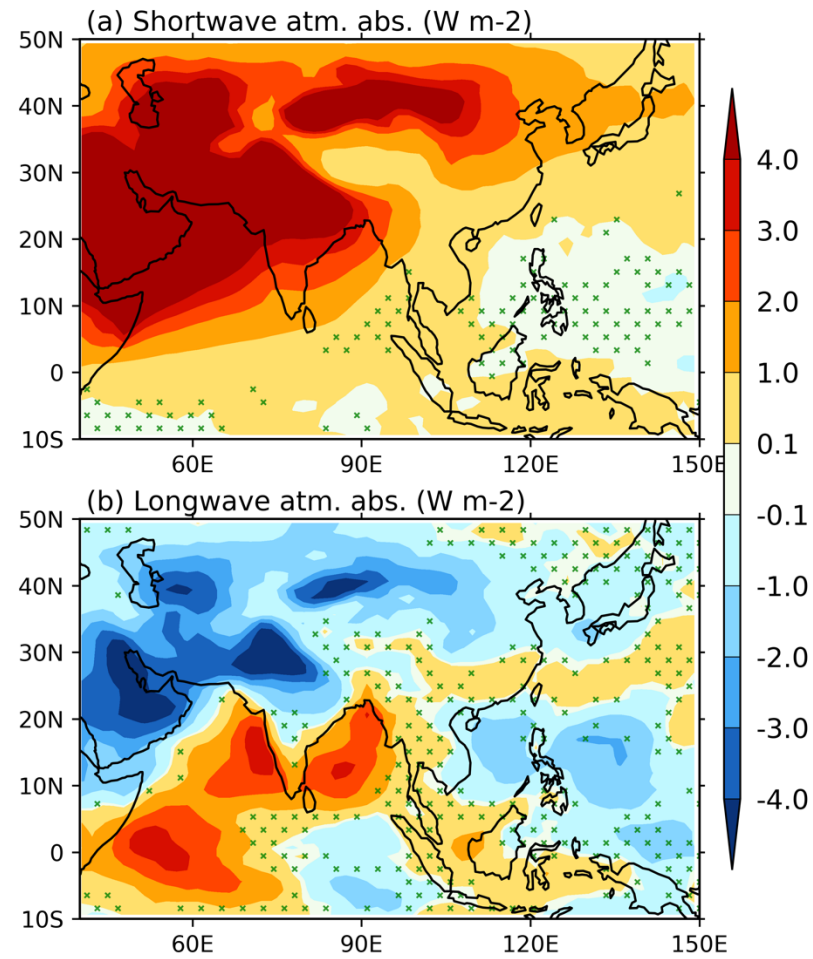 (a) Shortwave atm. abs. (W m-2)
50N
40N
30N
20N
10N
0
10S
60E
90E
120E
150E
(b) Longwave atm. abs. (W m-2)
50N
40N
30N
20N
10N
0
10S
60E
90E
120E
150E
4.0
3.0
2.0
1.0
0.1
-0.1
-1.0
-2.0
-3.0
-4.0